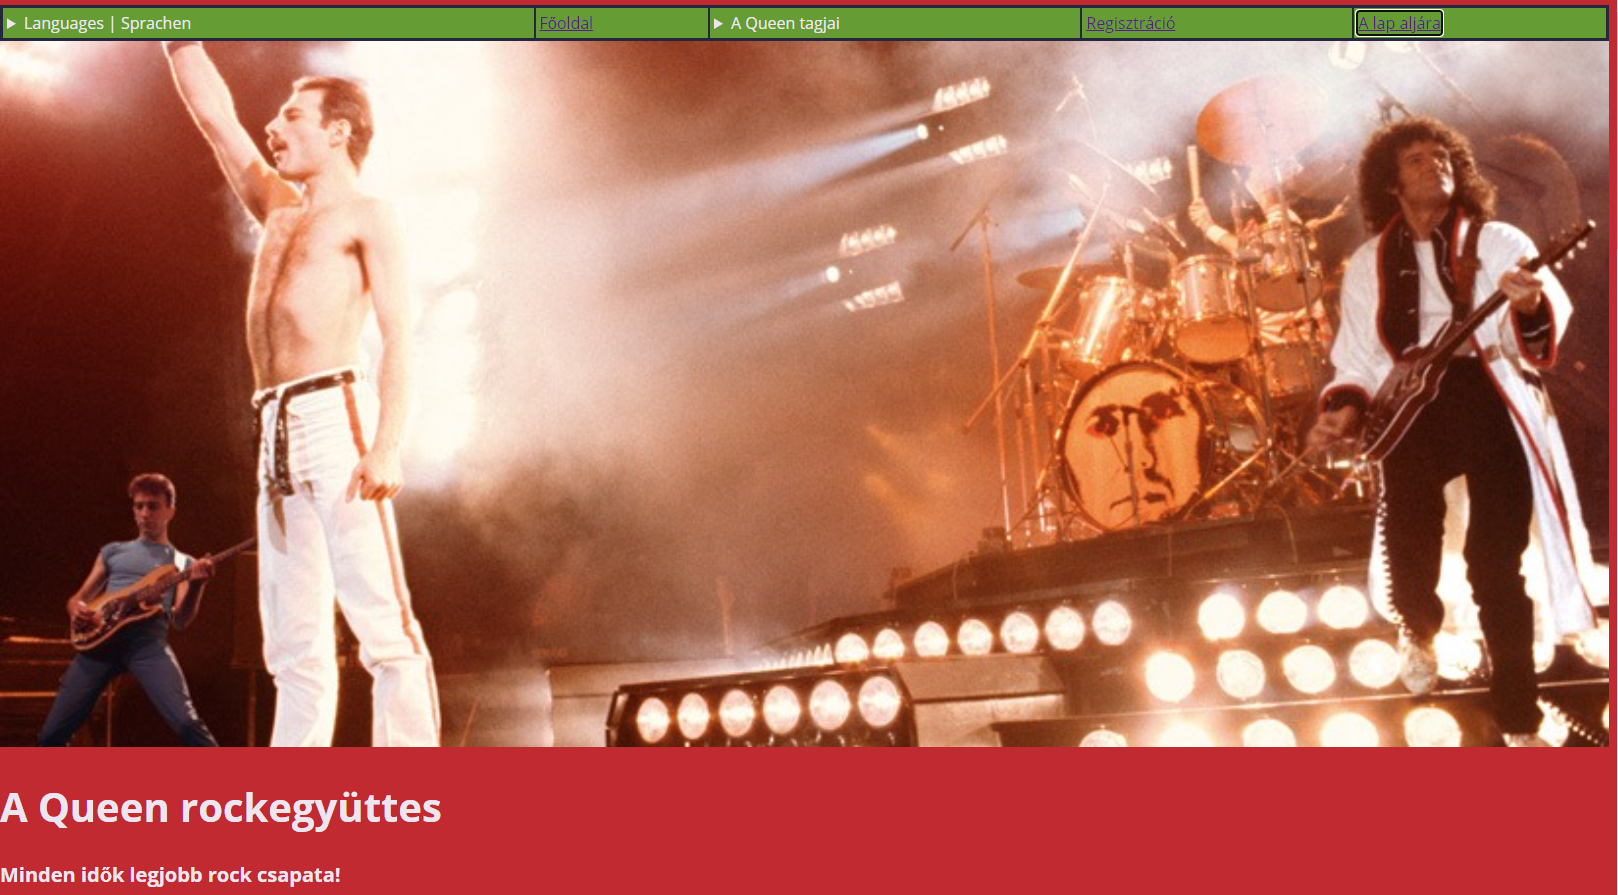 Languages | Sprachen
Főoldal
A Queen tagjai
Regisztráció
A lap aljára
A Queen rockegyüttes
Minden idők legjobb rock csapata!